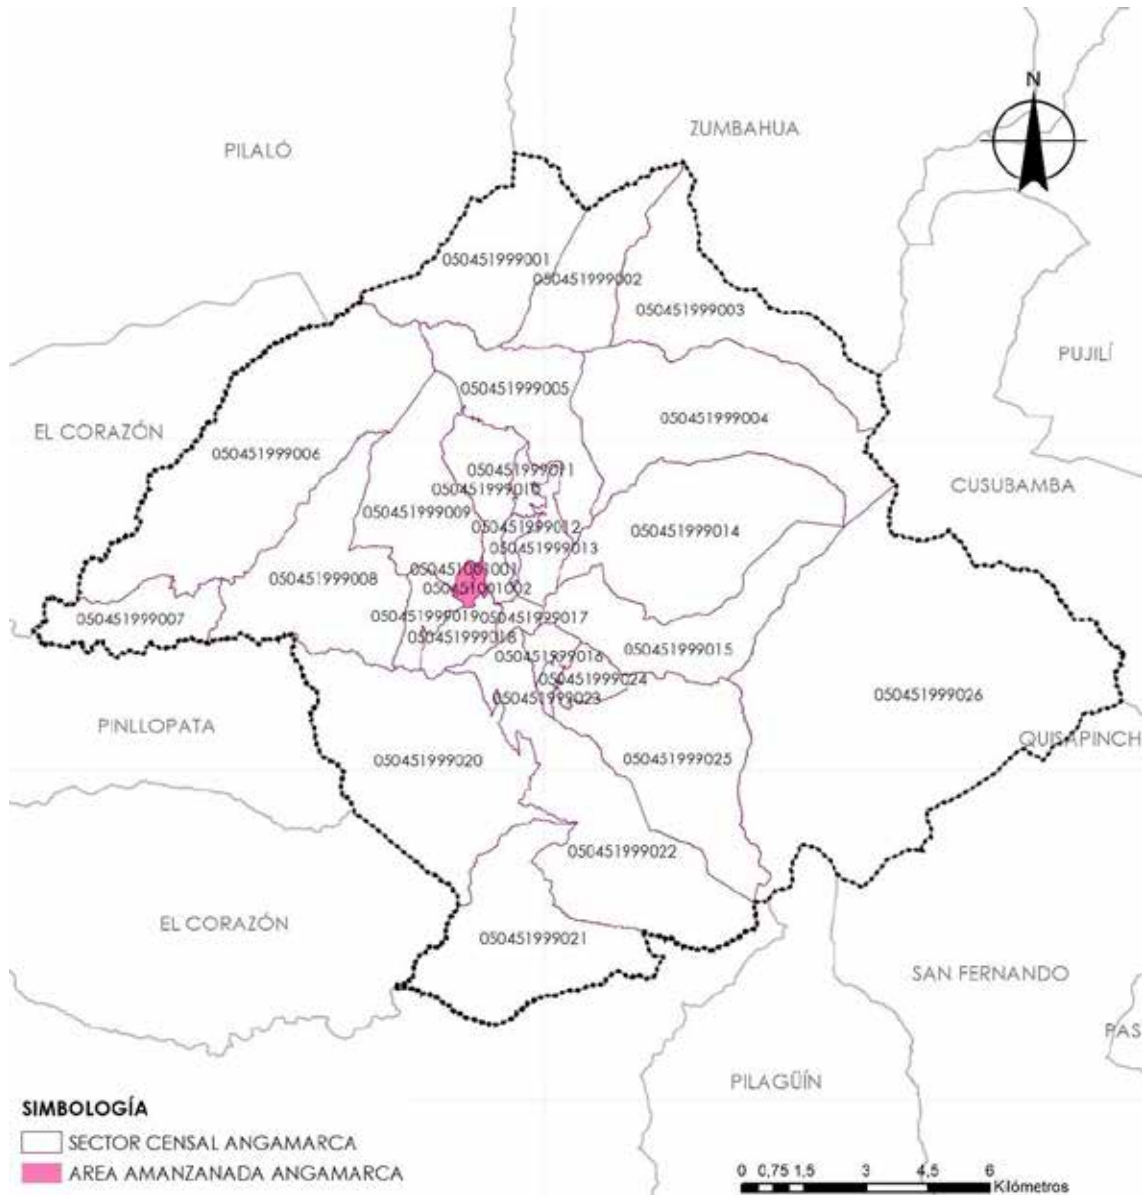 N
ZUMBAHUA
PILALÓ
050451999001
050451999002
050451999003
PUJILÍ
050451999005
050451999004
EL CORAZÓN
050451999006
050451999011
050451999010
CUSUBAMBA
050451999009
050451999012
050451999014
050451999013
050451001001
050451999008
050451001002
050451999007
050451999019
050451999017
050451999018
050451999016
050451999015
050451999024
050451999026
050451999023
PINLLOPATA
QUISAPINCH
050451999020
050451999025
050451999022
EL CORAZÓN
050451999021
SAN FERNANDO
PAS
PILAGÜÍN
SIMBOLOGÍA
SECTOR CENSAL ANGAMARCA
AREA AMANZANADA ANGAMARCA
0 0,75 1,5 3 4,5 6
Kilómetros